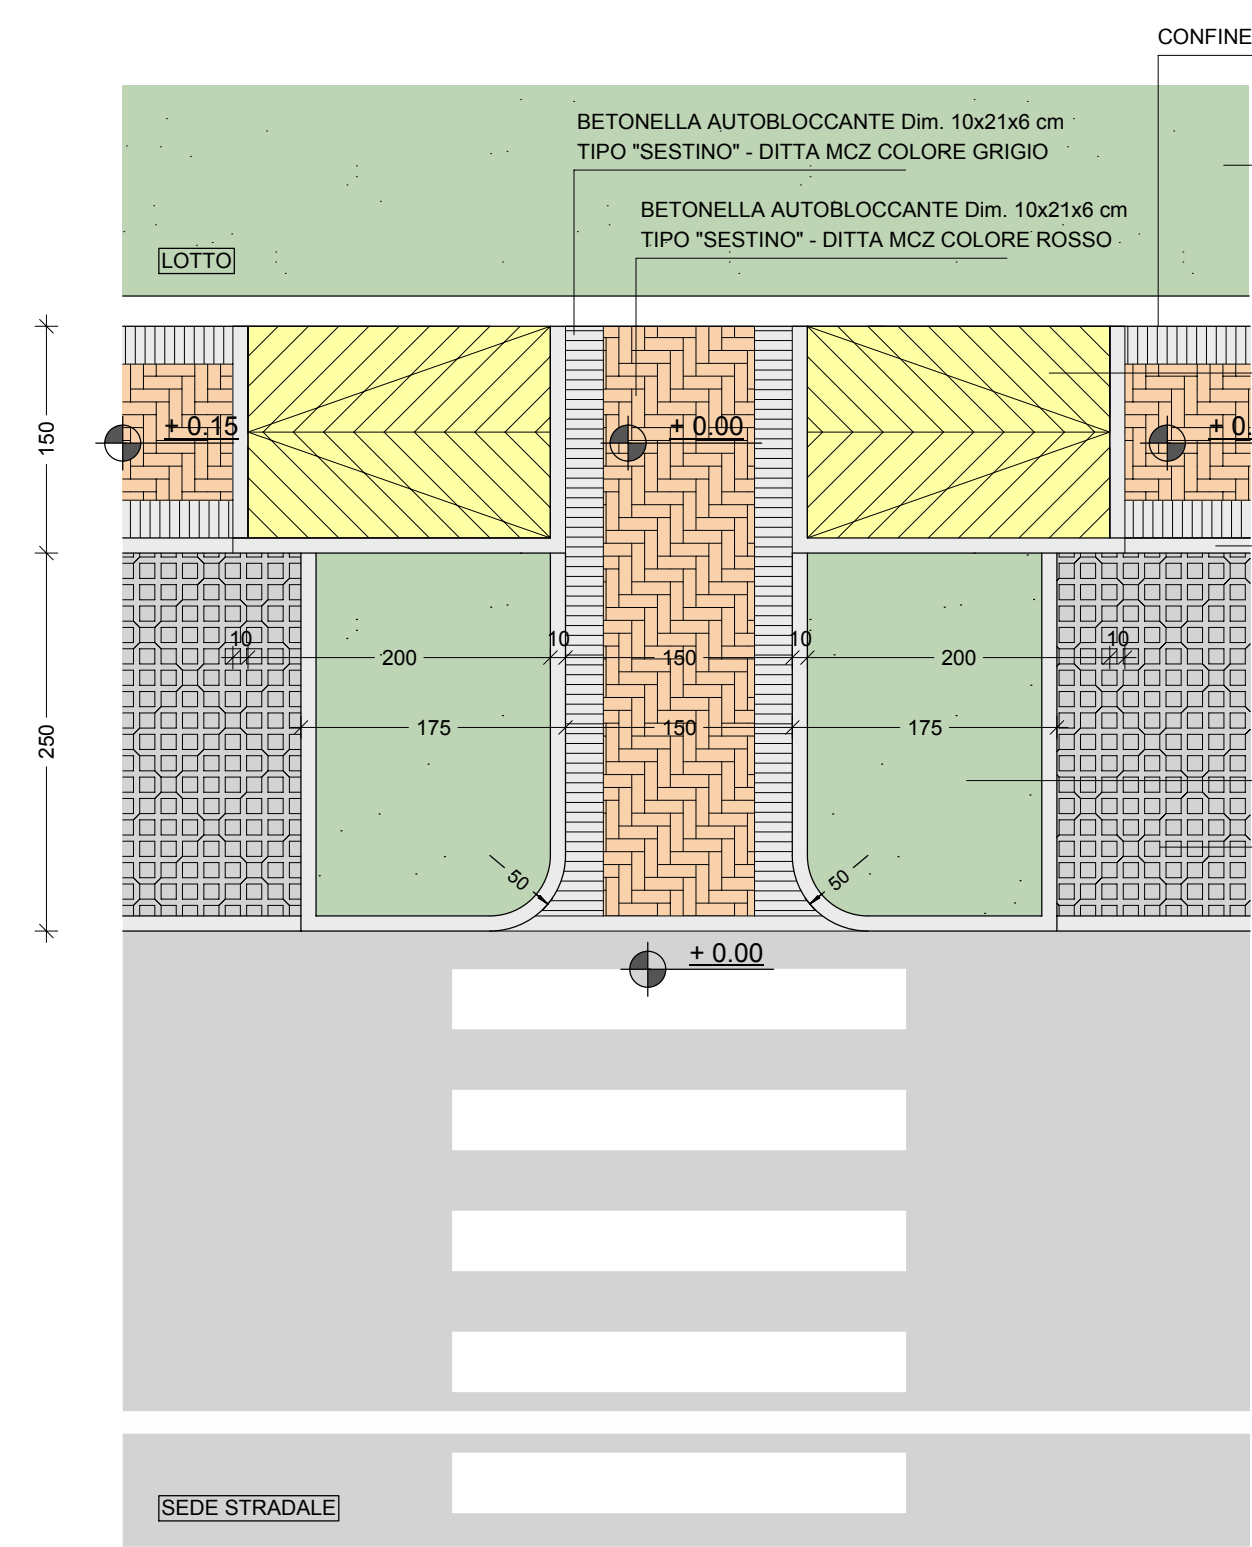 CONFINE
BETONELLA AUTOBLOCCANTE Dim. 10x21x6 cm
TIPO "SESTINO" - DITTA MCZ COLORE GRIGIO
BETONELLA AUTOBLOCCANTE Dim. 10x21x6 cm
TIPO "SESTINO" - DITTA MCZ COLORE ROSSO
LOTTO
150
+ 0.15
+ 0.00
+ 0.
10
200
10
150
10
200
10
250
175
150
175
50
50
+ 0.00
SEDE STRADALE